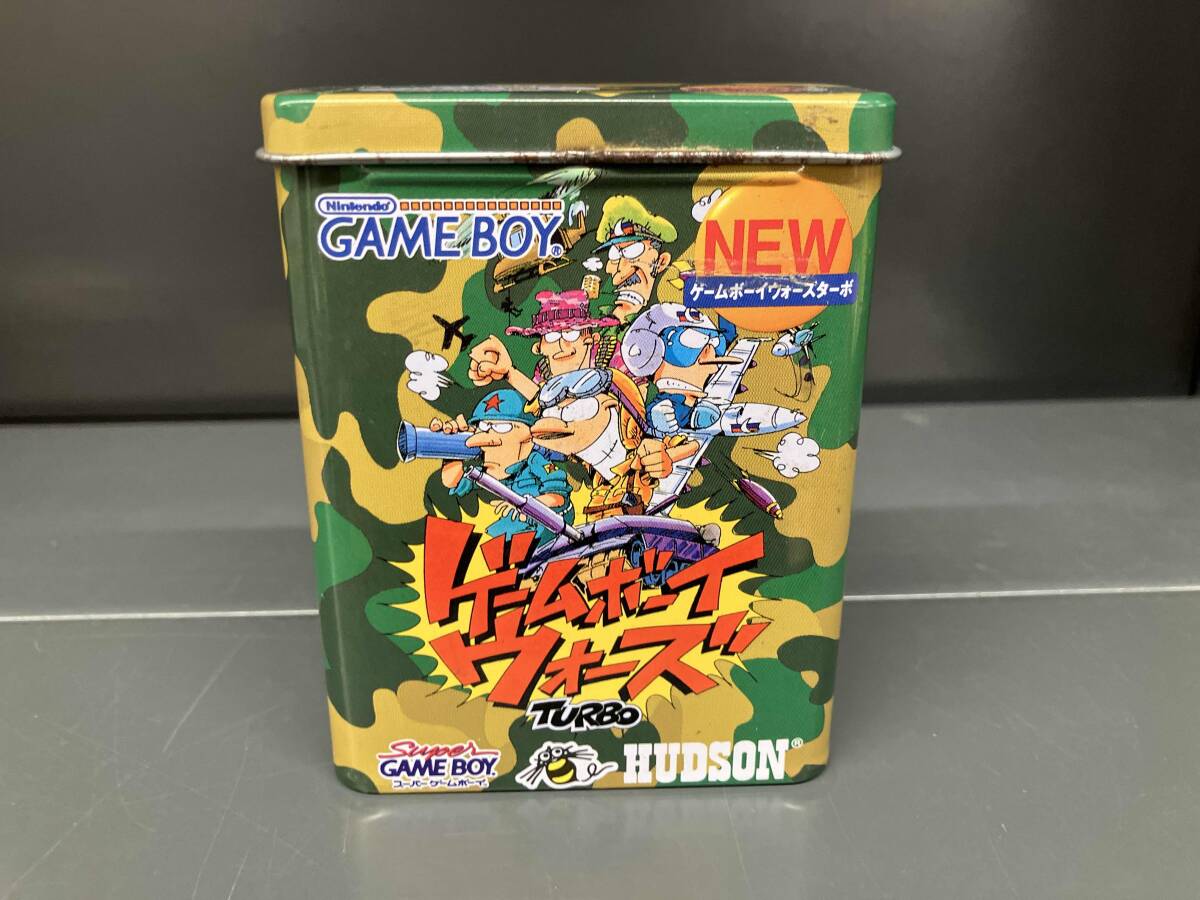 Nintendo
GAME BOY®
NEW
ゲームボーイウォーズターボ
ゲームボーイ
ウォーズ
TURBO
Super
GAME BOY®
スーパーゲームボーイ®
HUDSON®